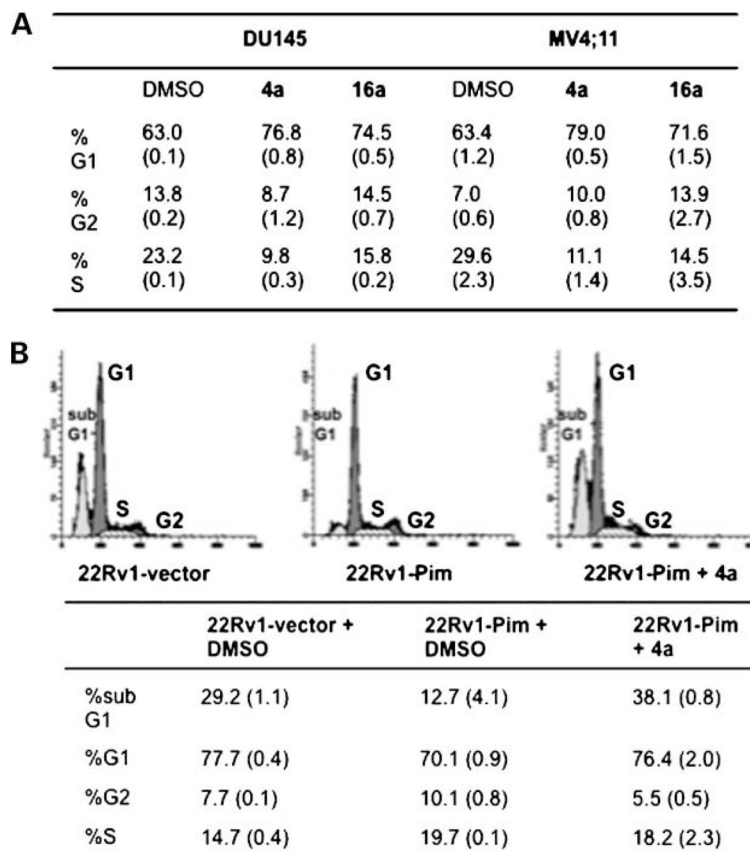 A
DU145 MV4;11
DMSO 4a 16a DMSO 4a 16a
% G1 63.0 (0.1) 76.8 (0.8) 74.5 (0.5) 63.4 (1.2) 79.0 (0.5) 71.6 (1.5)
% G2 13.8 (0.2) 8.7 (1.2) 14.5 (0.7) 7.0 (0.6) 10.0 (0.8) 13.9 (2.7)
% S 23.2 (0.1) 9.8 (0.3) 15.8 (0.2) 29.6 (2.3) 11.1 (1.4) 14.5 (3.5)
B
G1 G1 G1
sub G1 sub G1 sub G1
S G2 S G2 S G2
22Rv1-vector 22Rv1-Pim 22Rv1-Pim + 4a
22Rv1-vector + DMSO 22Rv1-Pim + DMSO 22Rv1-Pim + 4a
%sub G1 29.2 (1.1) 12.7 (4.1) 38.1 (0.8)
%G1 77.7 (0.4) 70.1 (0.9) 76.4 (2.0)
%G2 7.7 (0.1) 10.1 (0.8) 5.5 (0.5)
%S 14.7 (0.4) 19.7 (0.1) 18.2 (2.3)